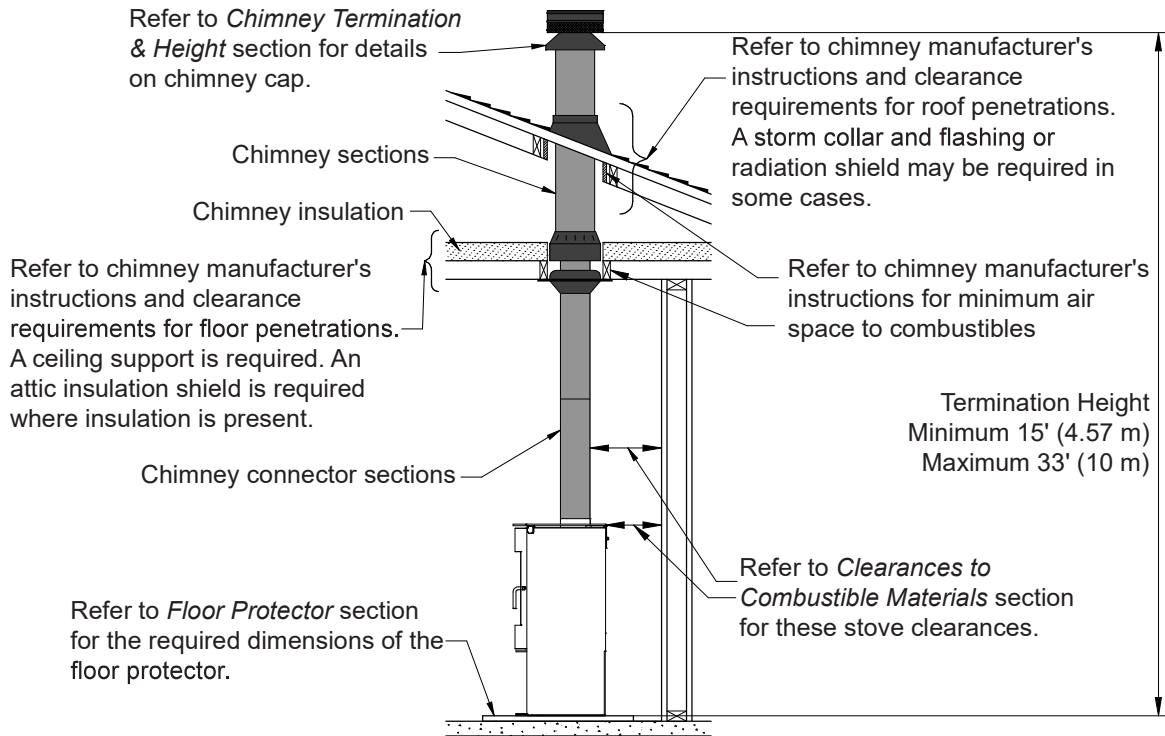 Refer to Chimney Termination
& Height section for details
on chimney cap.
Refer to chimney manufacturer's
instructions and clearance
requirements for roof penetrations.
A storm collar and flashing or
radiation shield may be required in
some cases.
Chimney sections
Chimney insulation
Refer to chimney manufacturer's
instructions and clearance
requirements for floor penetrations.
A ceiling support is required. An
attic insulation shield is required
where insulation is present.
Refer to chimney manufacturer's
instructions for minimum air
space to combustibles
Termination Height
Minimum 15' (4.57 m)
Maximum 33' (10 m)
Chimney connector sections
Refer to Clearances to
Combustible Materials section
for these stove clearances.
Refer to Floor Protector section
for the required dimensions of the
floor protector.